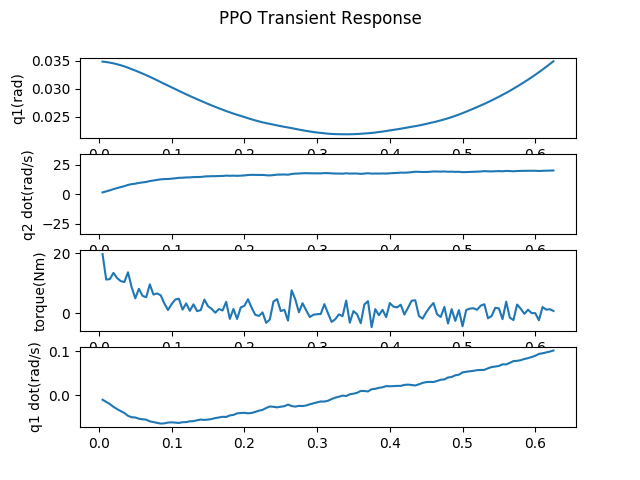 PPO Transient Response
0.035
0.030
0.025
q1(rad)
0.0 0.1 0.2 0.3 0.4 0.5 0.6
25
0
−25
q2 dot(rad/s)
0.0 0.1 0.2 0.3 0.4 0.5 0.6
20
0
torque(Nm)
0.0 0.1 0.2 0.3 0.4 0.5 0.6
0.1
0.0
q1 dot(rad/s)
0.0 0.1 0.2 0.3 0.4 0.5 0.6